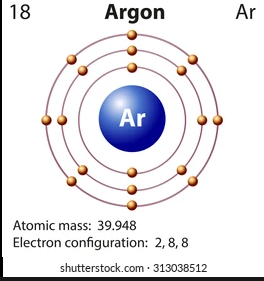 18 Argon Ar
Ar
Atomic mass: 39.948
Electron configuration: 2, 8, 8
shutterstock.com · 313038512